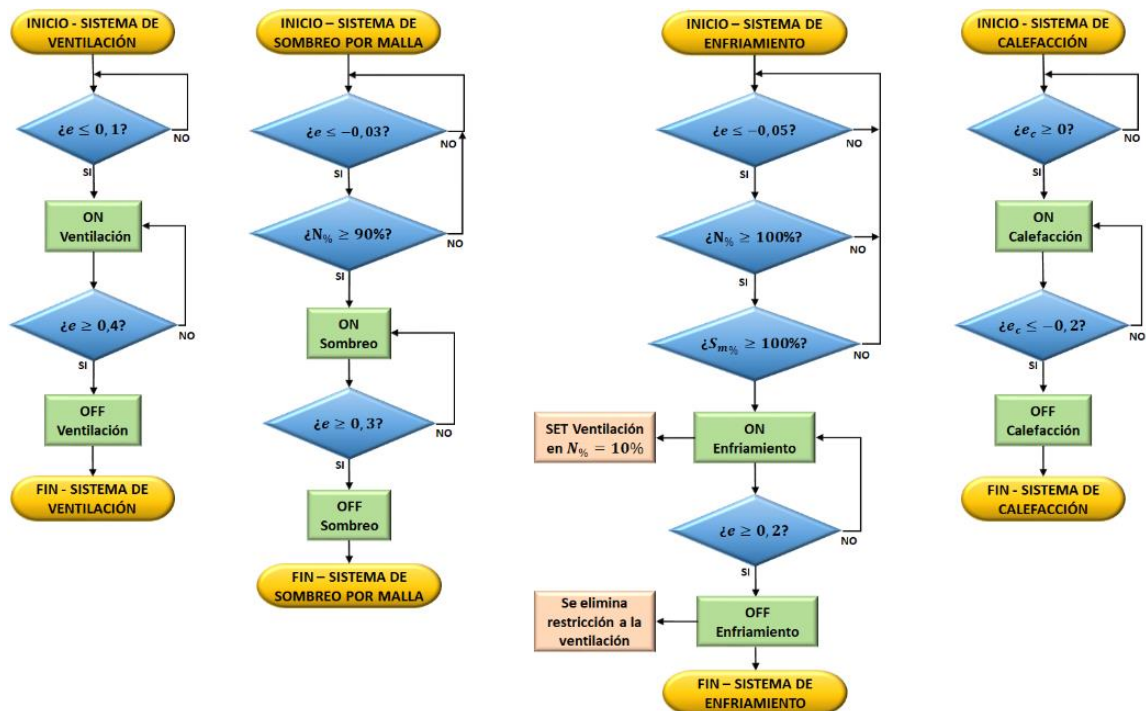 INICIO - SISTEMA DE
VENTILACIÓN
¿e ≤ 0,1?
NO
SI
ON
Ventilación
¿e ≥ 0,4?
NO
SI
OFF
Ventilación
FIN - SISTEMA DE
VENTILACIÓN
INICIO – SISTEMA DE
SOMBREO POR MALLA
¿e ≤ −0,03?
NO
SI
¿N% ≥ 90%?
NO
SI
ON
Sombreo
¿e ≥ 0,3?
NO
SI
OFF
Sombreo
FIN – SISTEMA DE
SOMBREO POR MALLA
INICIO – SISTEMA DE
ENFRIAMIENTO
¿e ≤ −0,05?
NO
SI
¿N% ≥ 100%?
NO
SI
¿Sm% ≥ 100%?
NO
SI
ON
Enfriamiento
SET Ventilación
en N% = 10%
¿e ≥ 0,2?
NO
SI
OFF
Enfriamiento
Se elimina
restricción a la
ventilación
FIN – SISTEMA DE
ENFRIAMIENTO
INICIO - SISTEMA DE
CALEFACCIÓN
¿ec ≥ 0?
NO
SI
ON
Calefacción
¿ec ≤ −0,2?
NO
SI
OFF
Calefacción
FIN - SISTEMA DE
CALEFACCIÓN